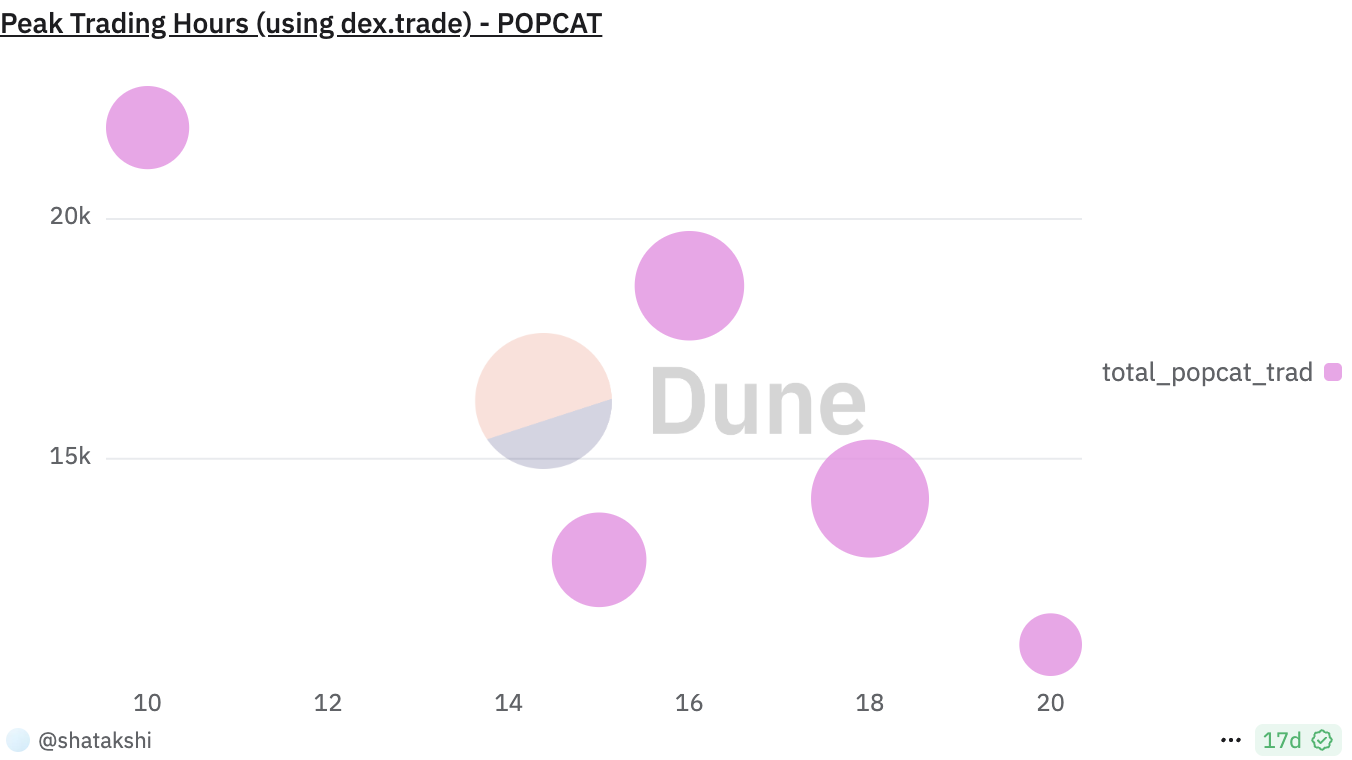 Peak Trading Hours (using dex.trade) - POPCAT
20k
15k
Dune
total_popcat_trad
10 12 14 16 18 20
@shatakshi
17d